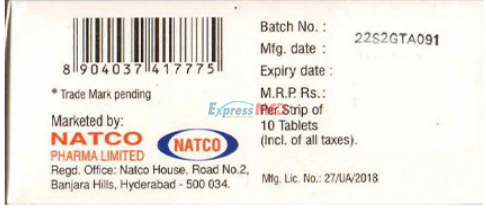 8 904037 417775
* Trade Mark pending
Marketed by:
NATCO
PHARMA LIMITED
NATCO
Regd. Office: Natco House, Road No.2,
Banjara Hills, Hyderabad - 500 034.
Batch No. : 22S2GTA091
Mfg. date :
Expiry date :
M.R.P. Rs.:
ExpressMED
Per Strip of
10 Tablets
(Incl. of all taxes).
Mfg. Lic. No.: 27/UA/2018